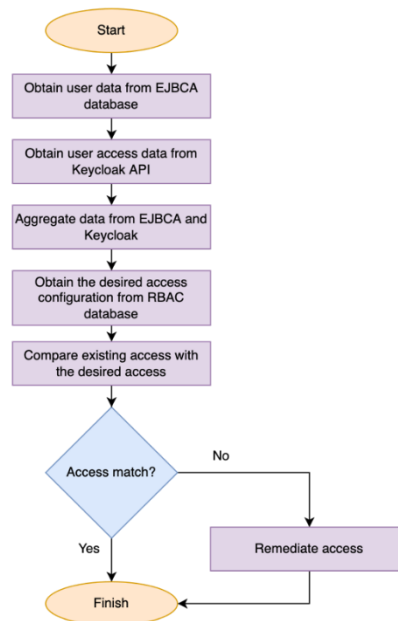 Start
Obtain user data from EJBCA
database
Obtain user access data from
Keycloak API
Aggregate data from EJBCA and
Keycloak
Obtain the desired access
configuration from RBAC
database
Compare existing access with
the desired access
Access match?
No
Yes
Remediate access
Finish